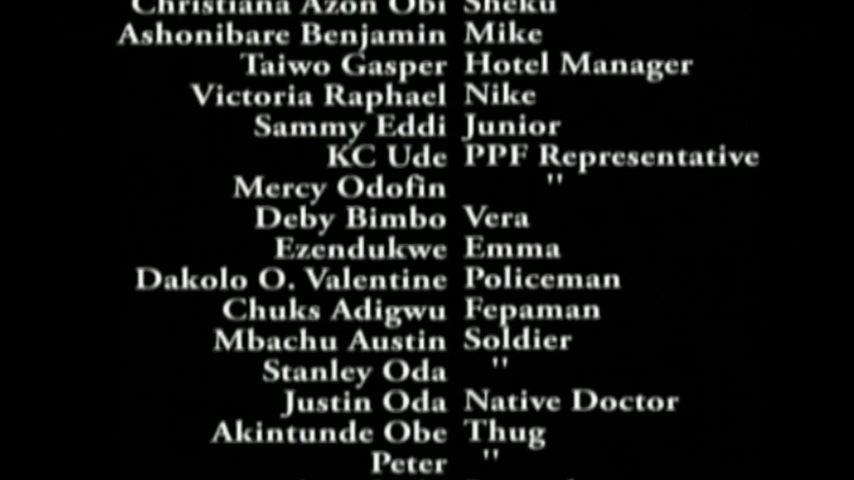 Christiana Azon Obi Sheku
Ashonibare Benjamin Mike
Taiwo Gasper Hotel Manager
Victoria Raphael Nike
Sammy Eddi Junior
KC Ude PPF Representative
Mercy Odofin "
Deby Bimbo Vera
Ezendukwe Emma
Dakolo O. Valentine Policeman
Chuks Adigwu Fepaman
Mbachu Austin Soldier
Stanley Oda "
Justin Oda Native Doctor
Akintunde Obe Thug
Peter "